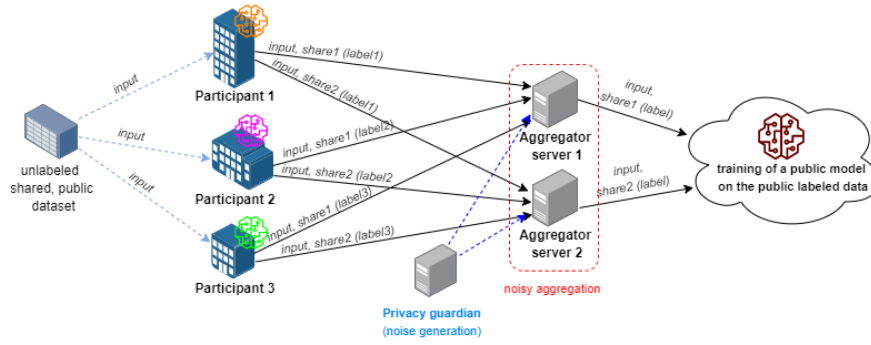 input
input
input
unlabeled
shared, public
dataset
Participant 1
Participant 2
Participant 3
input, share1 (label1)
input, share2 (label1)
input, share1 (label2)
input, share2 (label2
input, share1 (label3)
input, share2 (label3)
Aggregator
server 1
Aggregator
server 2
noisy aggregation
Privacy guardian
(noise generation)
input,
share1 (label)
input,
share2 (label)
training of a public model
on the public labeled data